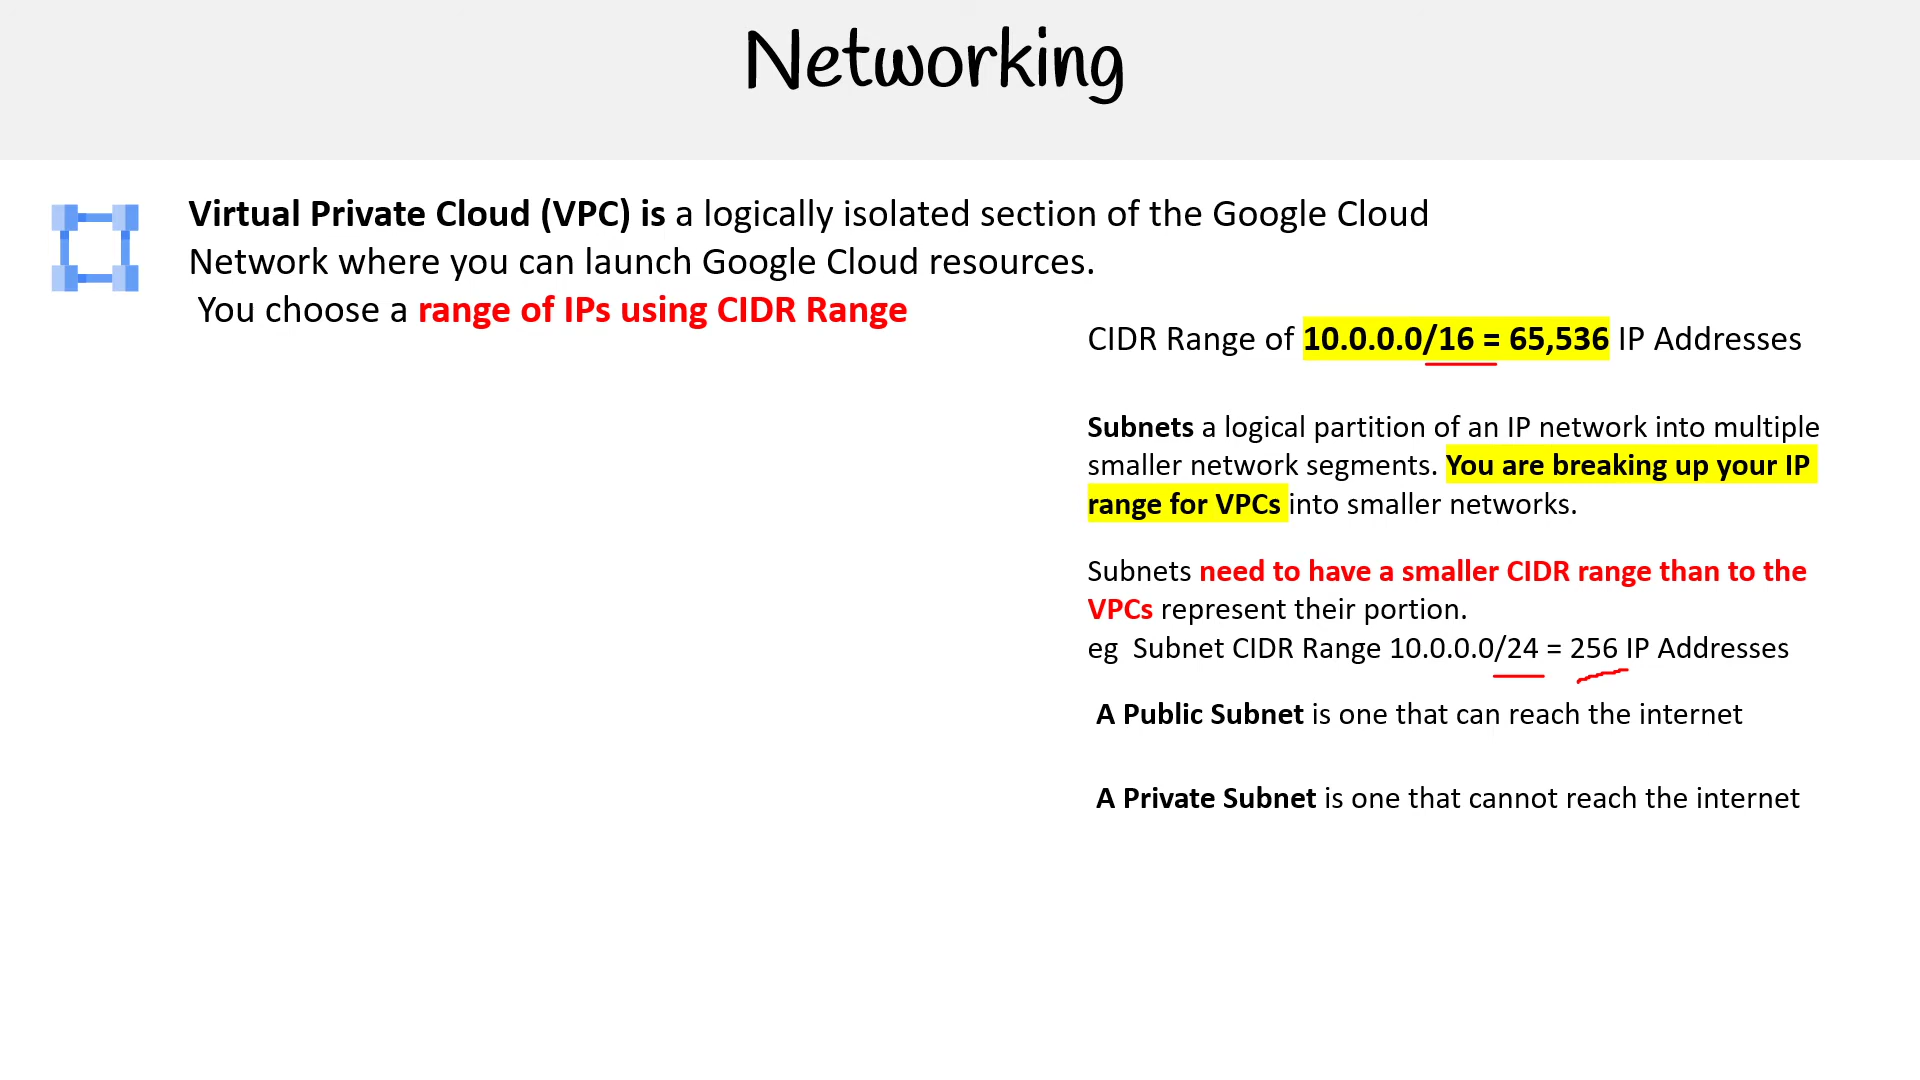 Networking
Virtual Private Cloud (VPC) is a logically isolated section of the Google Cloud
Network where you can launch Google Cloud resources.
You choose a range of IPs using CIDR Range
CIDR Range of 10.0.0.0/16 = 65,536 IP Addresses
Subnets a logical partition of an IP network into multiple
smaller network segments. You are breaking up your IP
range for VPCs into smaller networks.
Subnets need to have a smaller CIDR range than to the
VPCs represent their portion.
eg Subnet CIDR Range 10.0.0.0/24 = 256 IP Addresses
A Public Subnet is one that can reach the internet
A Private Subnet is one that cannot reach the internet